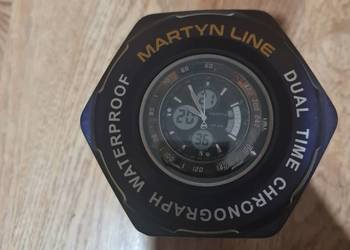 MARTYN LINE
DUAL TIME CHRONOGRAPH WATERPROOF